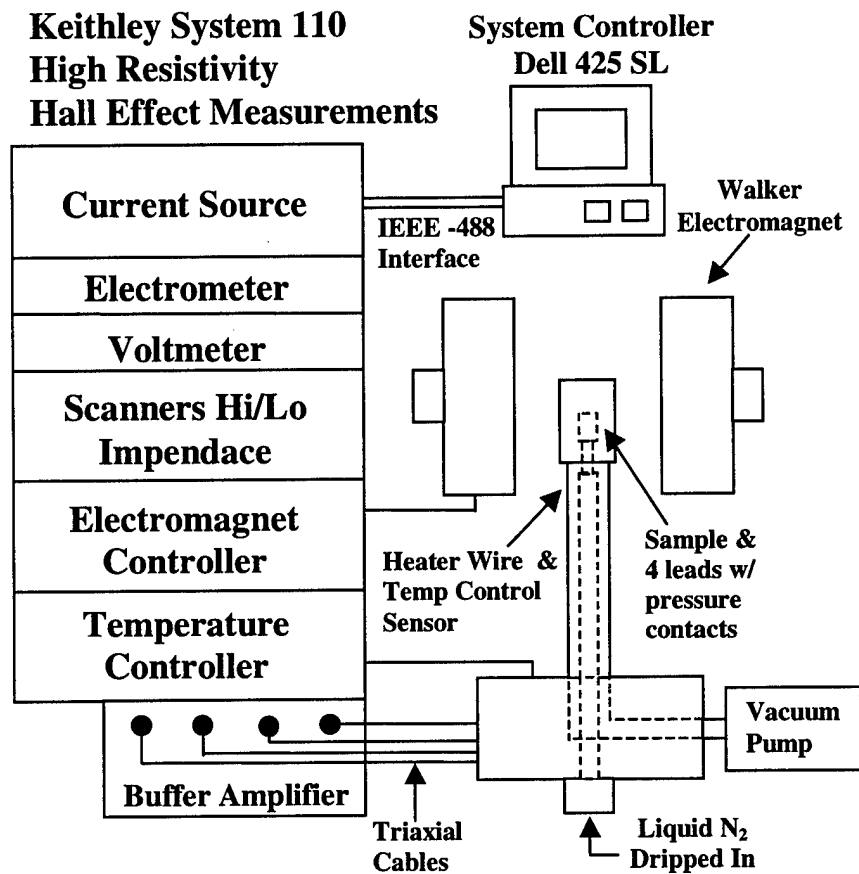 Keithley System 110
High Resistivity
Hall Effect Measurements
System Controller
Dell 425 SL
Current Source
IEEE -488
Interface
Walker
Electromagnet
Electrometer
Voltmeter
Scanners Hi/Lo
Impendace
Electromagnet
Controller
Heater Wire &
Temp Control
Sensor
Sample &
4 leads w/
pressure
contacts
Temperature
Controller
Vacuum
Pump
Buffer Amplifier
Triaxial
Cables
Liquid N₂
Dripped In